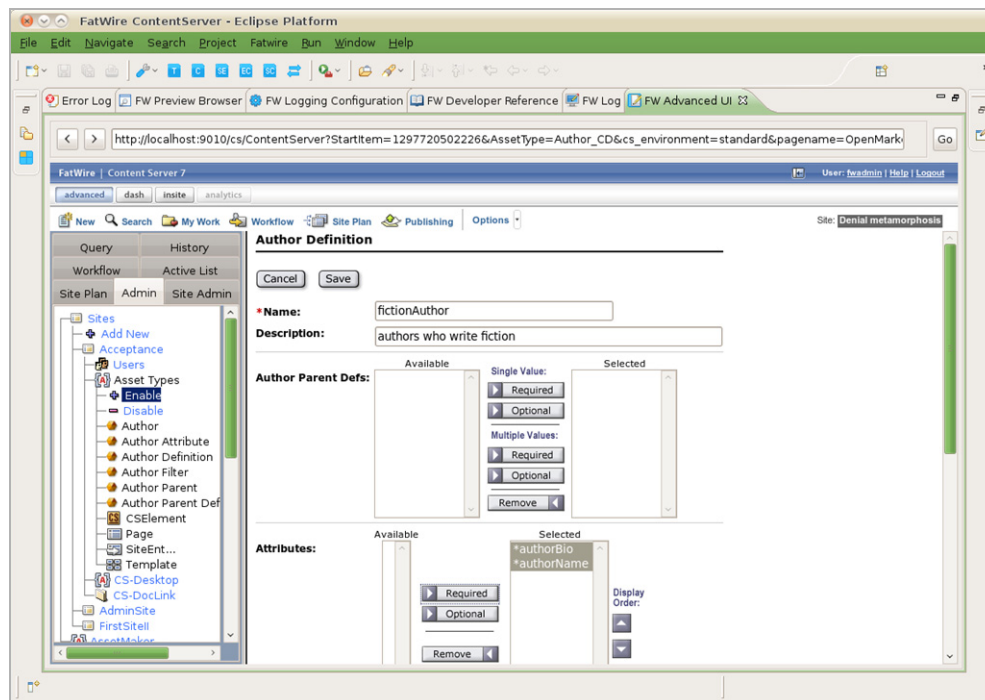 FatWire ContentServer - Eclipse Platform
File Edit Navigate Search Project Fatwire Run Window Help
T C SE EC SC
Error Log FW Preview Browser FW Logging Configuration FW Developer Reference FW Log FW Advanced UI
http://localhost:9010/cs/ContentServer?StartItem=1297720502226&AssetType=Author_CD&cs_environment=standard&pagename=OpenMark Go
FatWire | Content Server 7 User: fwadmin | Help | Logout
advanced dash insite analytics
New Search My Work Workflow Site Plan Publishing Options Site: Denial metamorphosis
Query History
Workflow Active List
Site Plan Admin Site Admin
Sites
Add New
Acceptance
Users
Asset Types
Enable
Disable
Author
Author Attribute
Author Definition
Author Filter
Author Parent
Author Parent Def
CSElement
Page
SiteEnt...
Template
CS-Desktop
CS-DocLink
AdminSite
FirstSiteII
AssetMaker
Author Definition
Cancel Save
*Name: fictionAuthor
Description: authors who write fiction
Available Selected
Author Parent Defs:
Single Value:
Required
Optional
Multiple Values:
Required
Optional
Remove
Available Selected
Attributes:
*authorBio
*authorName
Required
Optional
Remove
Display
Order: